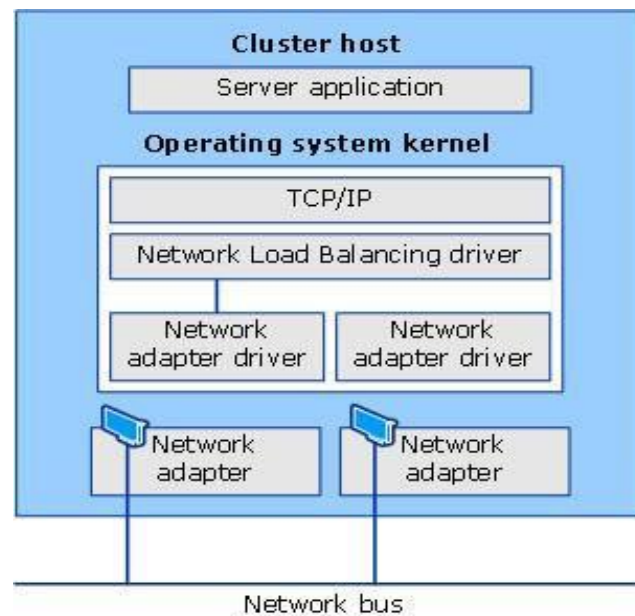 Cluster host
Server application
Operating system kernel
TCP/IP
Network Load Balancing driver
Network
adapter driver
Network
adapter driver
Network
adapter
Network
adapter
Network bus